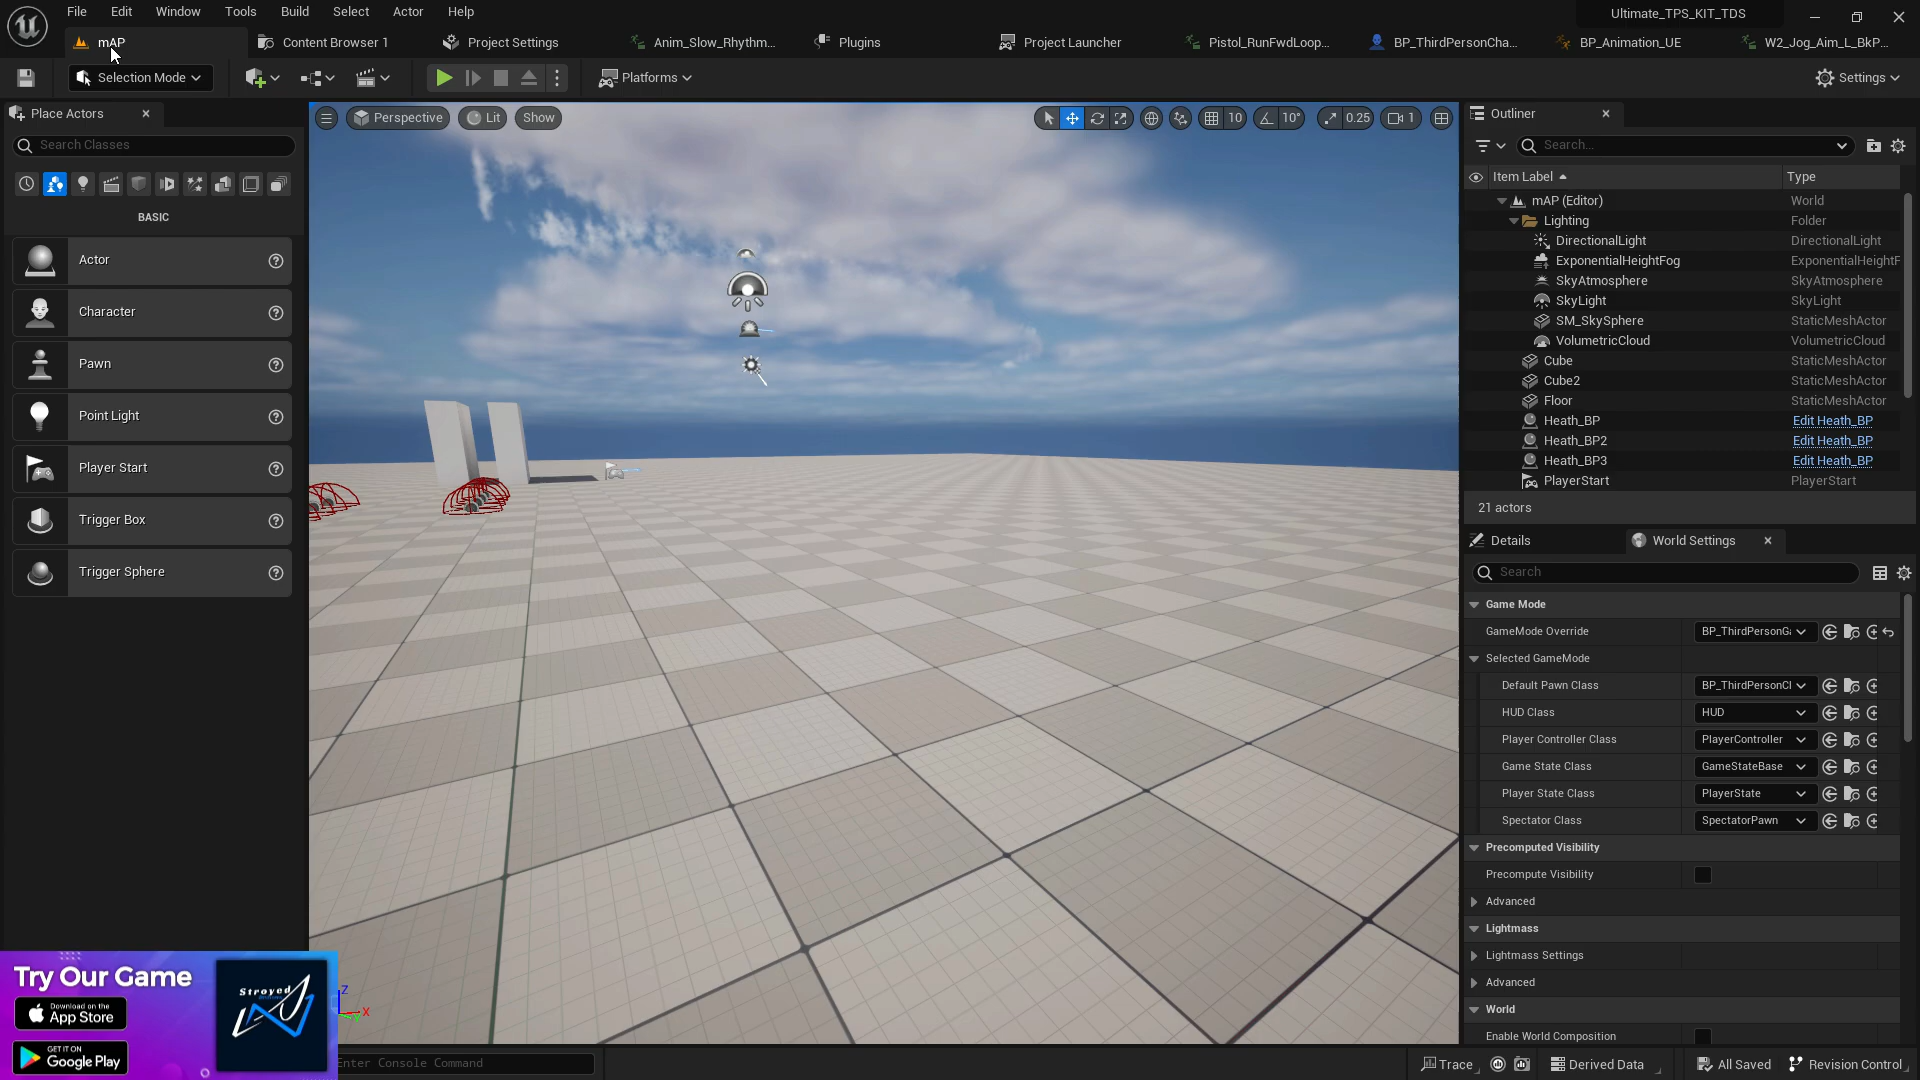 File Edit Window Tools Build Select Actor Help
Ultimate_TPS_KIT_TDS
mAP
Content Browser 1
Project Settings
Anim_Slow_Rhythm...
Plugins
Project Launcher
Pistol_RunFwdLoop...
BP_ThirdPersonCha...
BP_Animation_UE
W2_Jog_Aim_L_BkP...
Selection Mode
Platforms
Settings
Place Actors
Search Classes
BASIC
Actor
Character
Pawn
Point Light
Player Start
Trigger Box
Trigger Sphere
Perspective
Lit
Show
10
10°
0.25
1
Outliner
Search...
Item Label
Type
mAP (Editor) World
Lighting Folder
DirectionalLight DirectionalLight
ExponentialHeightFog ExponentialHeightF
SkyAtmosphere SkyAtmosphere
SkyLight SkyLight
SM_SkySphere StaticMeshActor
VolumetricCloud VolumetricCloud
Cube StaticMeshActor
Cube2 StaticMeshActor
Floor StaticMeshActor
Heath_BP Edit Heath_BP
Heath_BP2 Edit Heath_BP
Heath_BP3 Edit Heath_BP
PlayerStart PlayerStart
21 actors
Details
World Settings
Search
Game Mode
GameMode Override BP_ThirdPersonGa
Selected GameMode
Default Pawn Class BP_ThirdPersonCl
HUD Class HUD
Player Controller Class PlayerController
Game State Class GameStateBase
Player State Class PlayerState
Spectator Class SpectatorPawn
Precomputed Visibility
Precompute Visibility
Advanced
Lightmass
Lightmass Settings
Advanced
World
Enable World Composition
Try Our Game
Download on the
App Store
GET IT ON
Google Play
Stroyed
Z
X
Enter Console Command
Trace
Derived Data
All Saved
Revision Control